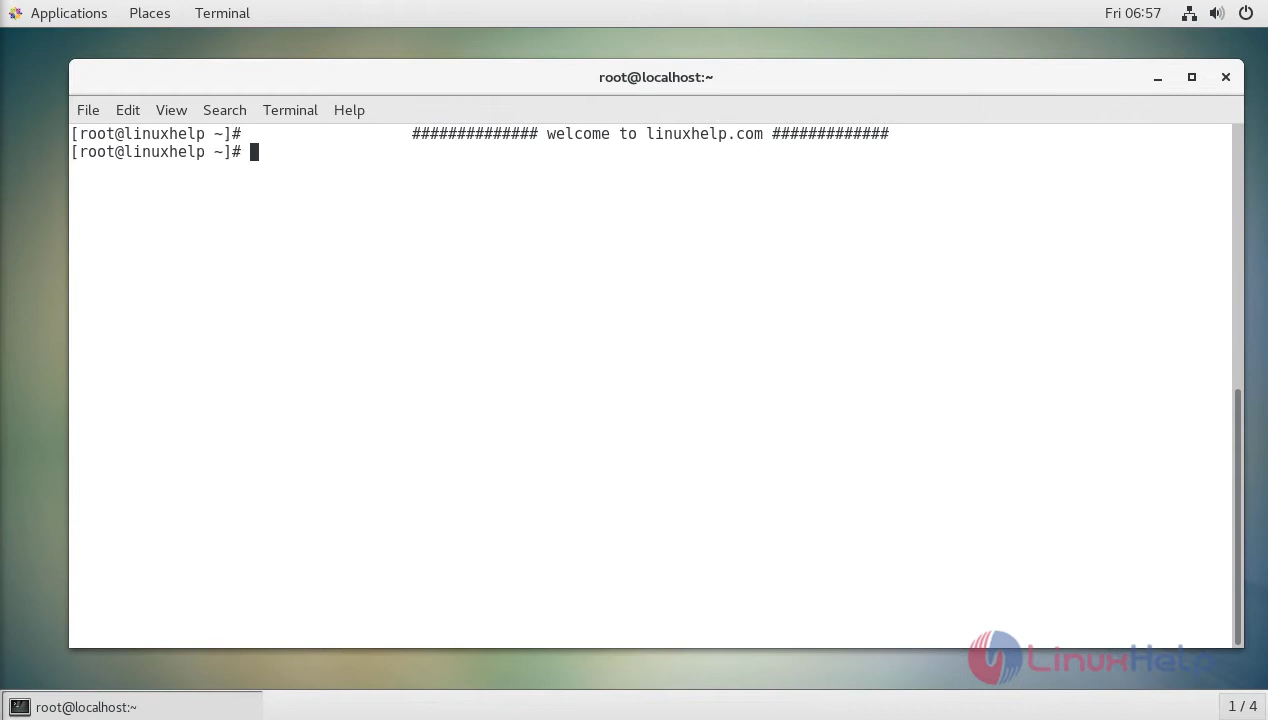 Applications Places Terminal Fri 06:57
root@localhost:~
File Edit View Search Terminal Help
[root@linuxhelp ~]#                   ############## welcome to linuxhelp.com #############
[root@linuxhelp ~]#
LinuxHelp
root@localhost:~ 1 / 4